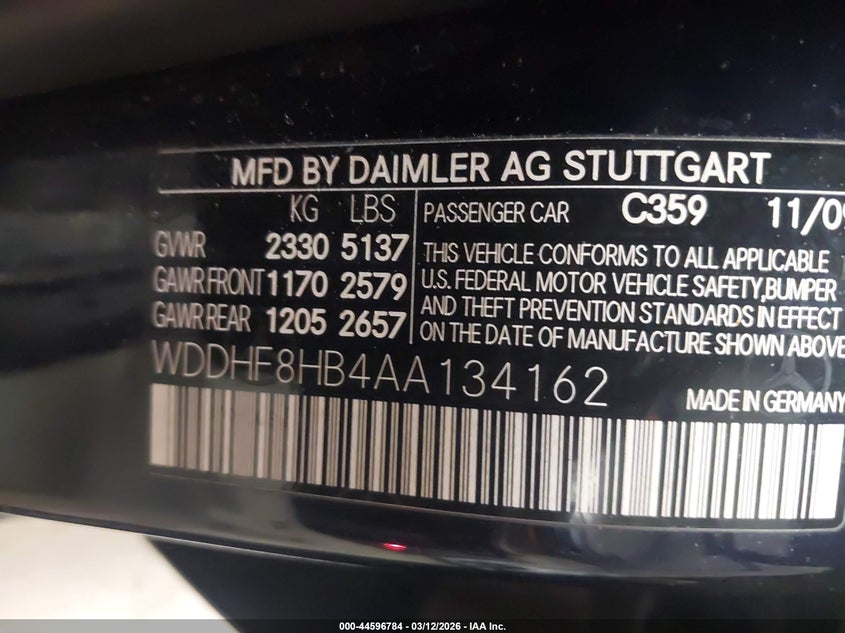 MFD BY DAIMLER AG STUTTGART
KG LBS
GVWR 2330 5137
GAWR FRONT 1170 2579
GAWR REAR 1205 2657
PASSENGER CAR C359 11/09
THIS VEHICLE CONFORMS TO ALL APPLICABLE
U.S. FEDERAL MOTOR VEHICLE SAFETY,BUMPER
AND THEFT PREVENTION STANDARDS IN EFFECT
ON THE DATE OF MANUFACTURE SHOWN ABOVE
WDDHF8HB4AA134162
MADE IN GERMANY
000-44596784 - 03/12/2026 - IAA Inc.